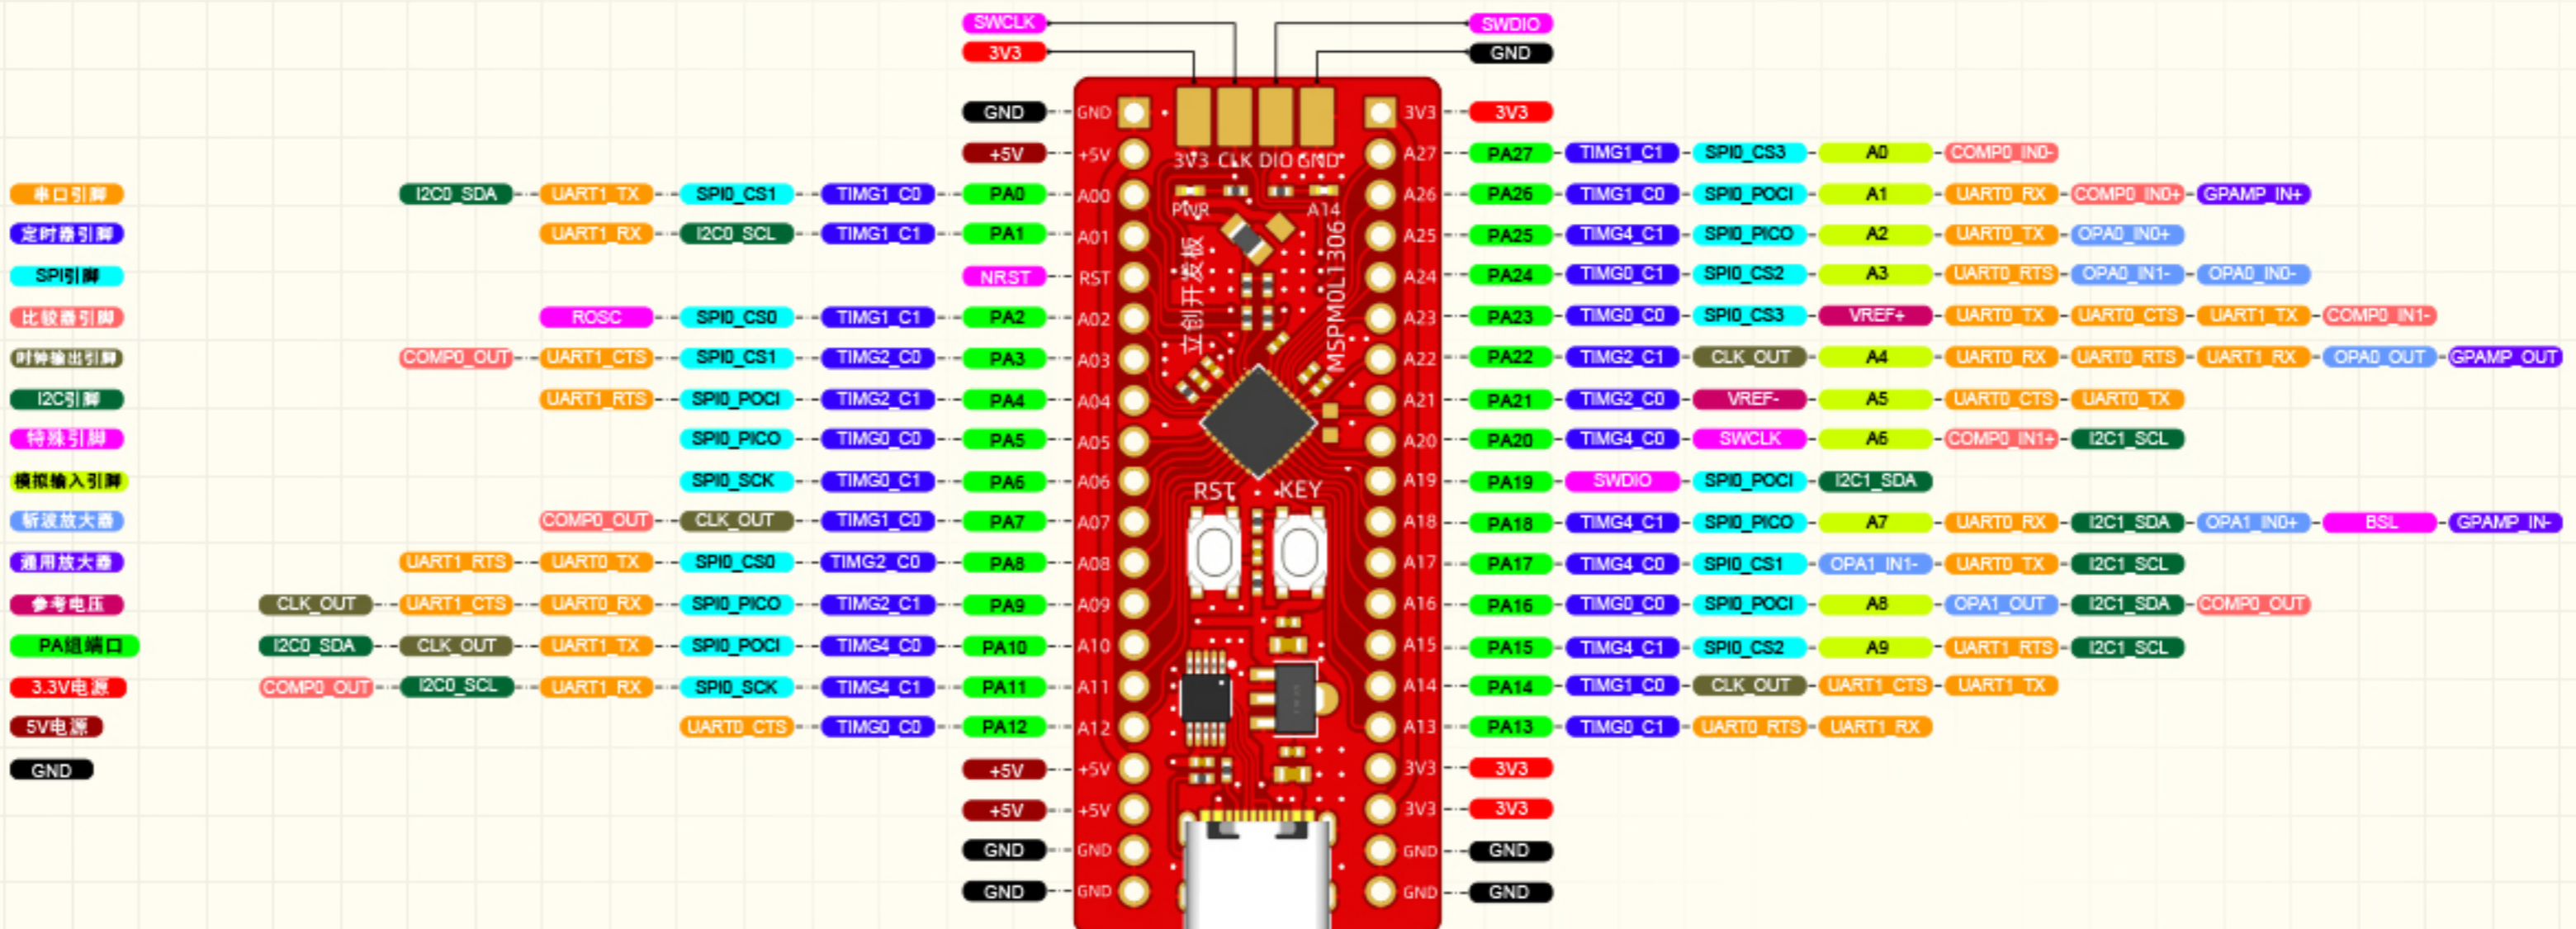 SWCLK SWDIO
3V3 GND
GND GND 3V3 3V3
+5V +5V 3V3 CLK DIO GND A27 PA27 TIMG1_C1 SPI0_CS3 A0 COMP0_IN0-
串口引脚 I2C0_SDA UART1_TX SPI0_CS1 TIMG1_C0 PA0 A00 PWR A14 A26 PA26 TIMG1_C0 SPI0_POCI A1 UART0_RX COMP0_IN0+ GPAMP_IN+
定时器引脚 UART1_RX I2C0_SCL TIMG1_C1 PA1 A01 A25 PA25 TIMG4_C1 SPI0_PICO A2 UART0_TX OPA0_IN0+
立创开发板 MSPM0L1306
SPI引脚 NRST RST A24 PA24 TIMG0_C1 SPI0_CS2 A3 UART0_RTS OPA0_IN1- OPA0_IN0-
比较器引脚 ROSC SPI0_CS0 TIMG1_C1 PA2 A02 A23 PA23 TIMG0_C0 SPI0_CS3 VREF+ UART0_TX UART0_CTS UART1_TX COMP0_IN1-
时钟输出引脚 COMP0_OUT UART1_CTS SPI0_CS1 TIMG2_C0 PA3 A03 A22 PA22 TIMG2_C1 CLK_OUT A4 UART0_RX UART0_RTS UART1_RX OPA0_OUT GPAMP_OUT
I2C引脚 UART1_RTS SPI0_POCI TIMG2_C1 PA4 A04 A21 PA21 TIMG2_C0 VREF- A5 UART0_CTS UART0_TX
特殊引脚 SPI0_PICO TIMG0_C0 PA5 A05 A20 PA20 TIMG4_C0 SWCLK A6 COMP0_IN1+ I2C1_SCL
模拟输入引脚 SPI0_SCK TIMG0_C1 PA6 A06 RST KEY A19 PA19 SWDIO SPI0_POCI I2C1_SDA
斩波放大器 COMP0_OUT CLK_OUT TIMG1_C0 PA7 A07 A18 PA18 TIMG4_C1 SPI0_PICO A7 UART0_RX I2C1_SDA OPA1_IN0+ BSL GPAMP_IN-
通用放大器 UART1_RTS UART0_TX SPI0_CS0 TIMG2_C0 PA8 A08 A17 PA17 TIMG4_C0 SPI0_CS1 OPA1_IN1- UART0_TX I2C1_SCL
参考电压 CLK_OUT UART1_CTS UART0_RX SPI0_PICO TIMG2_C1 PA9 A09 A16 PA16 TIMG0_C0 SPI0_POCI A8 OPA1_OUT I2C1_SDA COMP0_OUT
PA组端口 I2C0_SDA CLK_OUT UART1_TX SPI0_POCI TIMG4_C0 PA10 A10 A15 PA15 TIMG4_C1 SPI0_CS2 A9 UART1_RTS I2C1_SCL
3.3V电源 COMP0_OUT I2C0_SCL UART1_RX SPI0_SCK TIMG4_C1 PA11 A11 A14 PA14 TIMG1_C0 CLK_OUT UART1_CTS UART1_TX
5V电源 UART0_CTS TIMG0_C0 PA12 A12 A13 PA13 TIMG0_C1 UART0_RTS UART1_RX
GND +5V +5V 3V3 3V3
+5V +5V 3V3 3V3
GND GND GND GND
GND GND GND GND